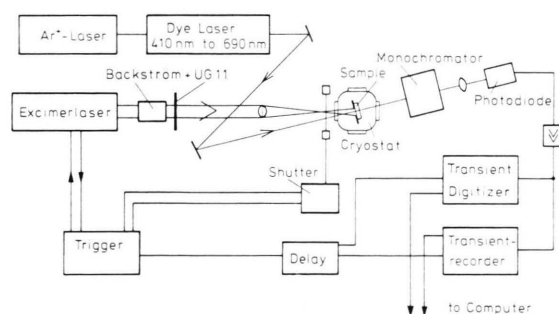 Ar⁺-Laser
Dye Laser
410 nm to 690 nm
Backstrom + UG 11
Excimerlaser
Monochromator
Sample
Photodiode
Cryostat
Shutter
Transient
Digitizer
Trigger
Delay
Transient-
recorder
to Computer